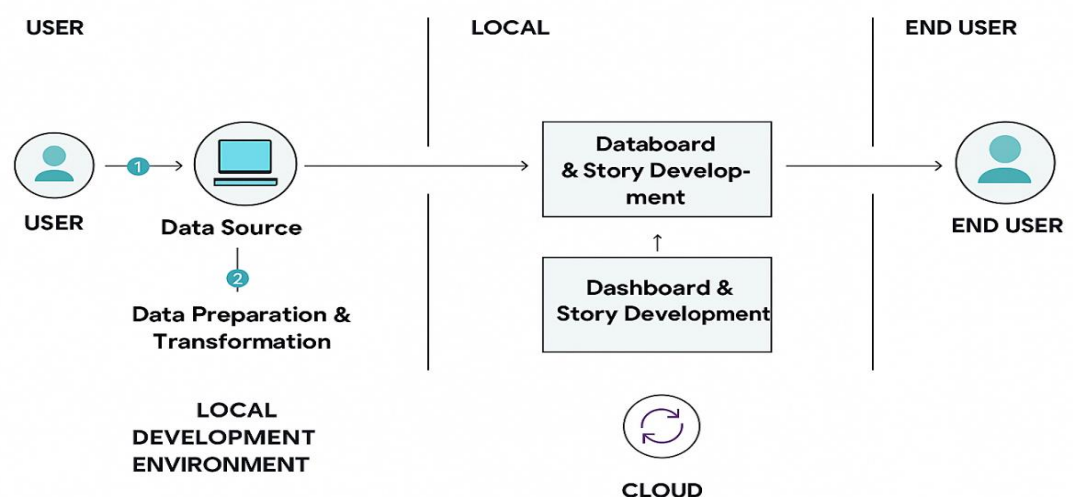 USER
LOCAL
END USER
1
USER
Data Source
2
Data Preparation &
Transformation
LOCAL
DEVELOPMENT
ENVIRONMENT
Databoard
& Story Develop-
ment
Dashboard &
Story Development
CLOUD
END USER